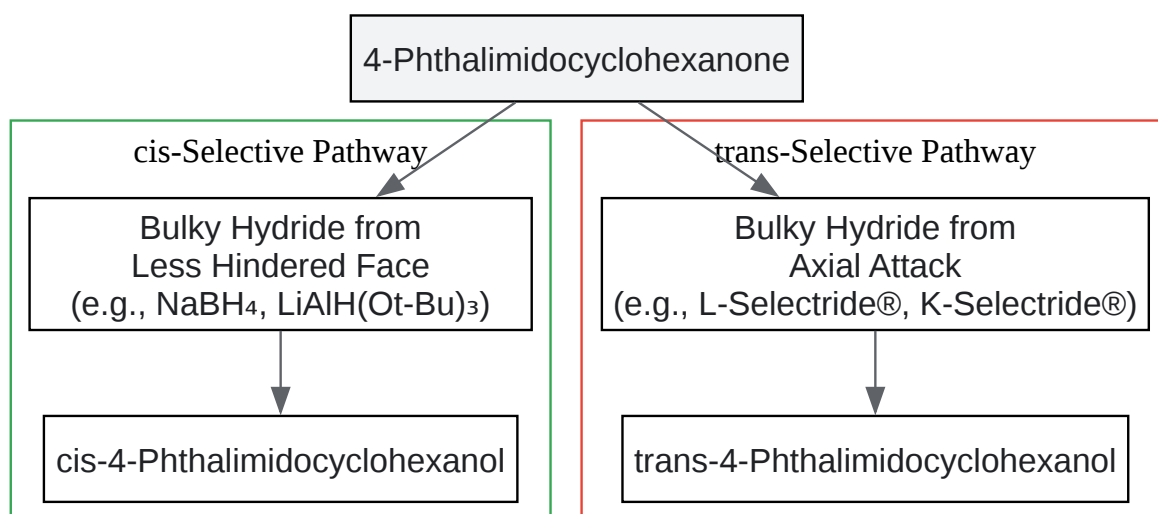 4-Phthalimidocyclohexanone
cis-Selective Pathway
Bulky Hydride from
Less Hindered Face
(e.g., NaBH₄, LiAlH(Ot-Bu)₃)
cis-4-Phthalimidocyclohexanol
trans-Selective Pathway
Bulky Hydride from
Axial Attack
(e.g., L-Selectride®, K-Selectride®)
trans-4-Phthalimidocyclohexanol